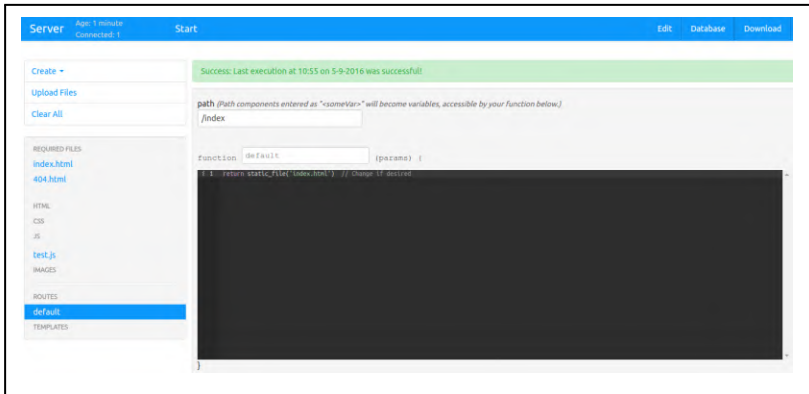 Server Age: 1 minute Connected: 1 Start Edit Database Download
Create
Upload Files
Clear All
REQUIRED FILES
index.html
404.html
HTML
CSS
JS
test.js
IMAGES
ROUTES
default
TEMPLATES
Success: Last execution at 10:55 on 5-9-2016 was successful!
path (Path components entered as "<someVar>" will become variables, accessible by your function below.)
/index
function default (params) {
1 return static_file('index.html') // Change if desired
}